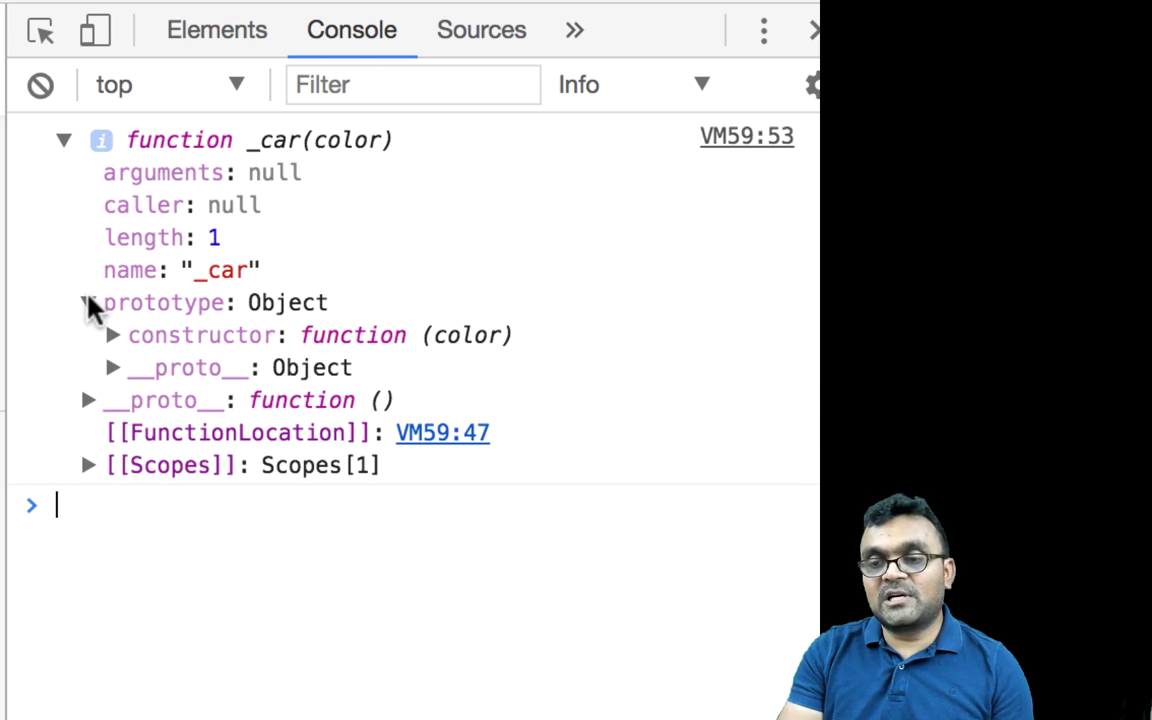 Elements Console Sources »
top Filter Info
function _car(color) VM59:53
arguments: null
caller: null
length: 1
name: "_car"
prototype: Object
constructor: function (color)
__proto__: Object
__proto__: function ()
[[FunctionLocation]]: VM59:47
[[Scopes]]: Scopes[1]
>